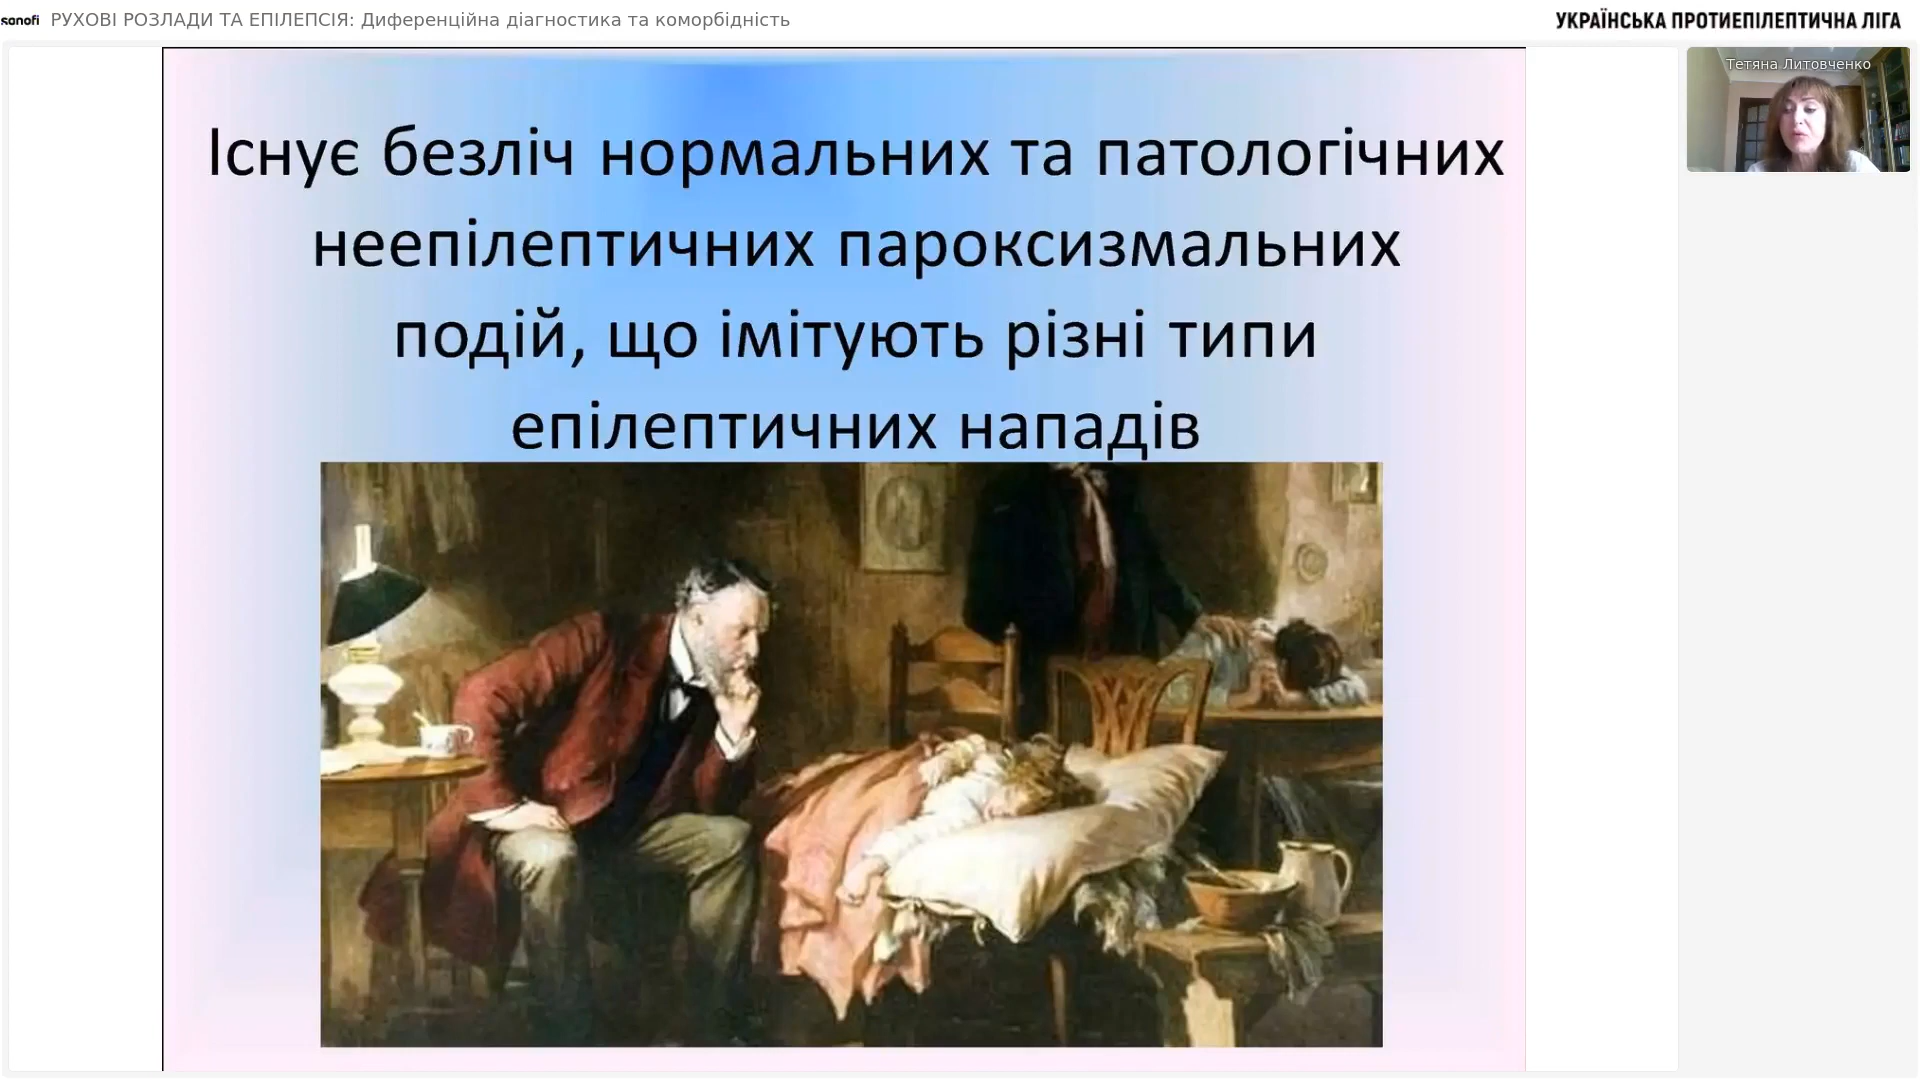 sanofi РУХОВІ РОЗЛАДИ ТА ЕПІЛЕПСІЯ: Диференційна діагностика та коморбідність
УКРАЇНСЬКА ПРОТИЕПІЛЕПТИЧНА ЛІГА
Тетяна Литовченко
Існує безліч нормальних та патологічних
неепілептичних пароксизмальних
подій, що імітують різні типи
епілептичних нападів